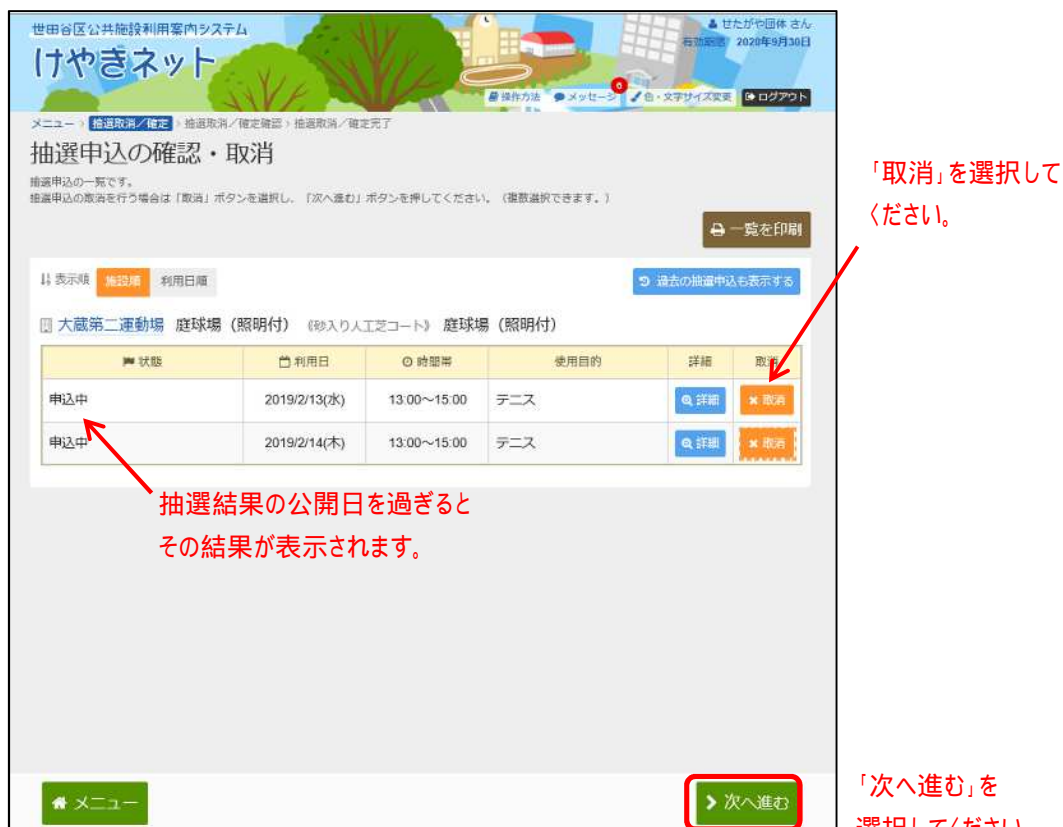 世田谷区公共施設利用案内システム
けやきネット
せたがや団体 さん
有効期限 2020年9月30日
操作方法 メッセージ 0 色・文字サイズ変更 ログアウト
メニュー › 抽選取消／確定 › 抽選取消／確定確認 › 抽選取消／確定完了
抽選申込の確認・取消
抽選申込の一覧です。
抽選申込の取消を行う場合は「取消」ボタンを選択し、「次へ進む」ボタンを押してください。（複数選択できます。）
「取消」を選択して
ください。
一覧を印刷
表示順 施設順 利用日順
過去の抽選申込も表示する
大蔵第二運動場 庭球場（照明付） 《砂入り人工芝コート》 庭球場（照明付）
状態 利用日 時間帯 使用目的 詳細 取消
申込中 2019/2/13(水) 13:00～15:00 テニス 詳細 取消
申込中 2019/2/14(木) 13:00～15:00 テニス 詳細 取消
抽選結果の公開日を過ぎると
その結果が表示されます。
メニュー
次へ進む
「次へ進む」を
選択してください